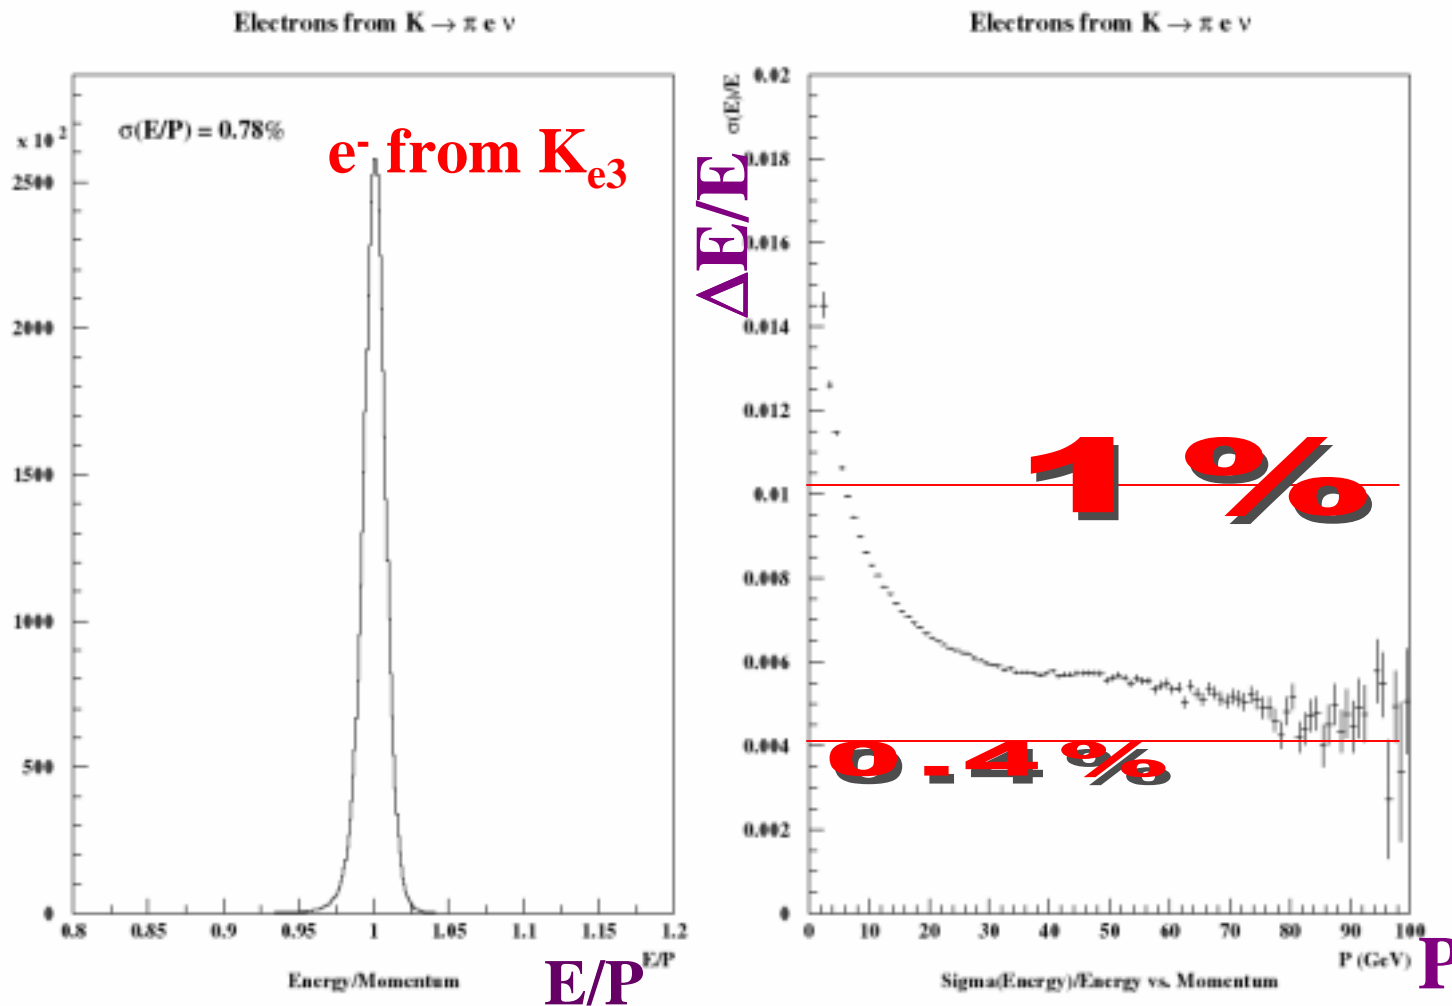 Electrons from K → π e ν
σ(E/P) = 0.78%
e- from Ke3
x 10 2
2500
2000
1500
1000
500
0
0.8 0.85 0.9 0.95 1 1.05 1.1 1.15 1.2
E/P
Energy/Momentum
E/P
Electrons from K → π e ν
σ(E)/E
ΔE/E
0.02
0.018
0.016
0.014
0.012
0.01
0.008
0.006
0.004
0.002
0
1%
0.4%
0 10 20 30 40 50 60 70 80 90 100
P (GeV)
Sigma(Energy)/Energy vs. Momentum
P